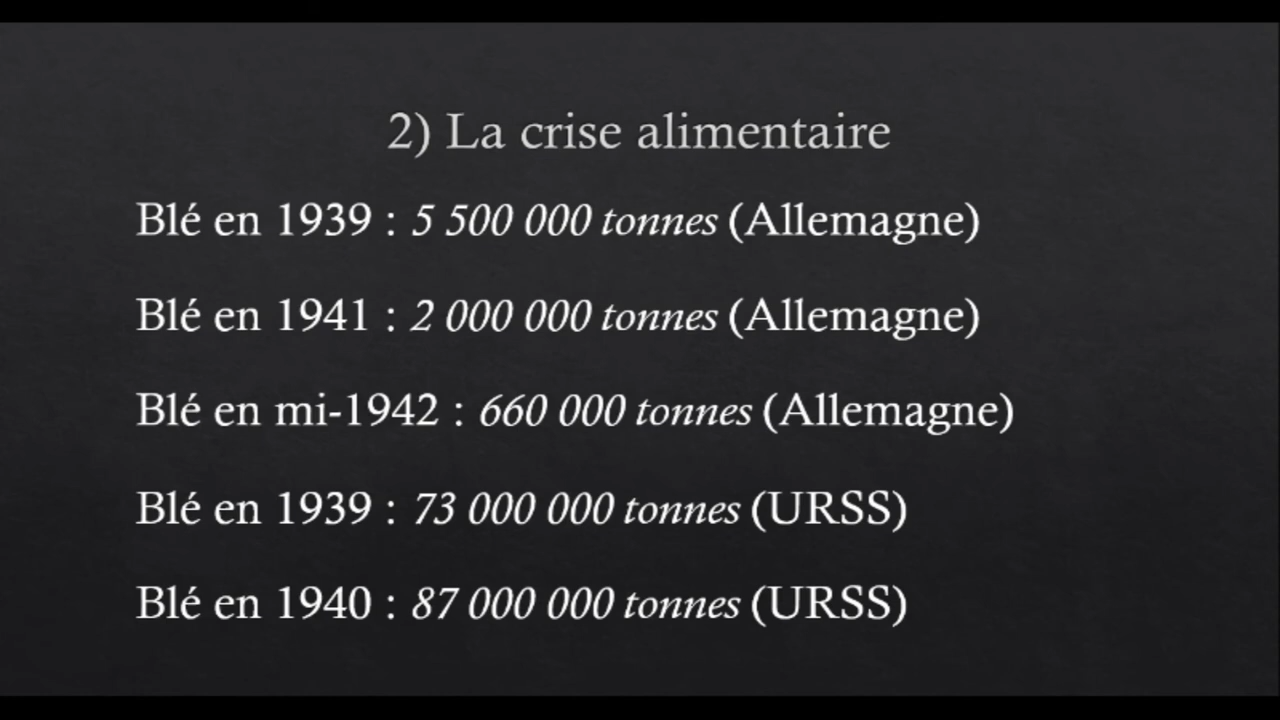 2) La crise alimentaire
Blé en 1939 : 5 500 000 tonnes (Allemagne)
Blé en 1941 : 2 000 000 tonnes (Allemagne)
Blé en mi-1942 : 660 000 tonnes (Allemagne)
Blé en 1939 : 73 000 000 tonnes (URSS)
Blé en 1940 : 87 000 000 tonnes (URSS)